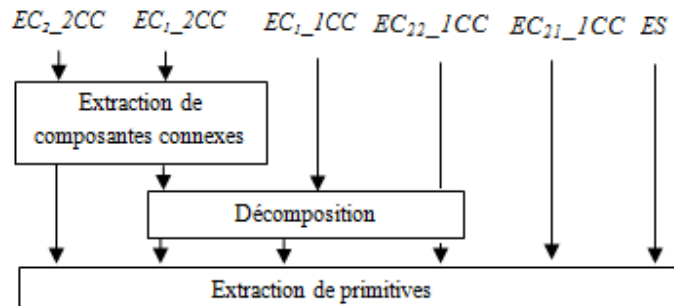 EC₂_2CC EC₁_2CC EC₁_1CC EC₂₂_1CC EC₂₁_1CC ES
Extraction de
composantes connexes
Décomposition
Extraction de primitives